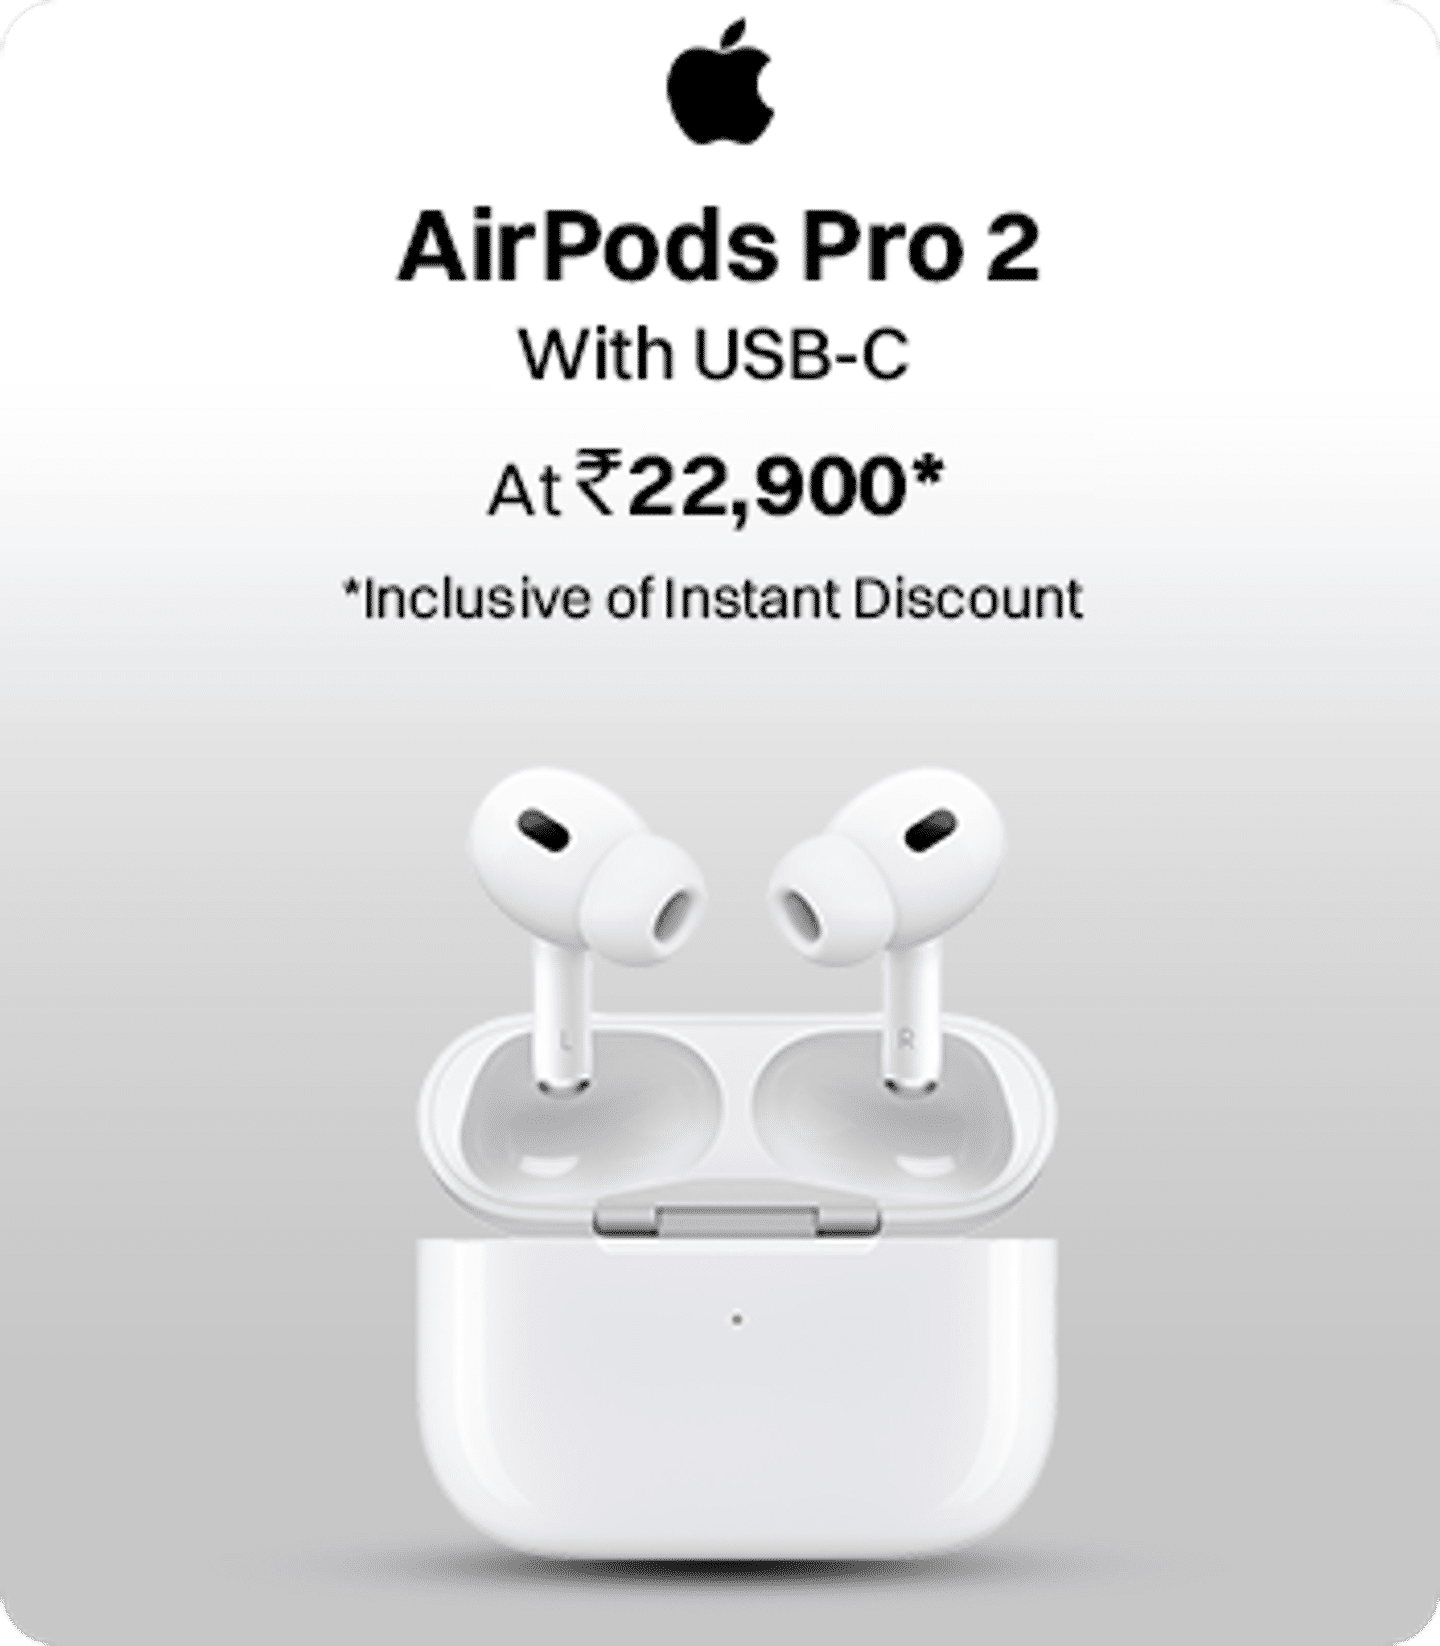 AirPods Pro 2
With USB-C
At ₹22,900*
*Inclusive of Instant Discount
L
R